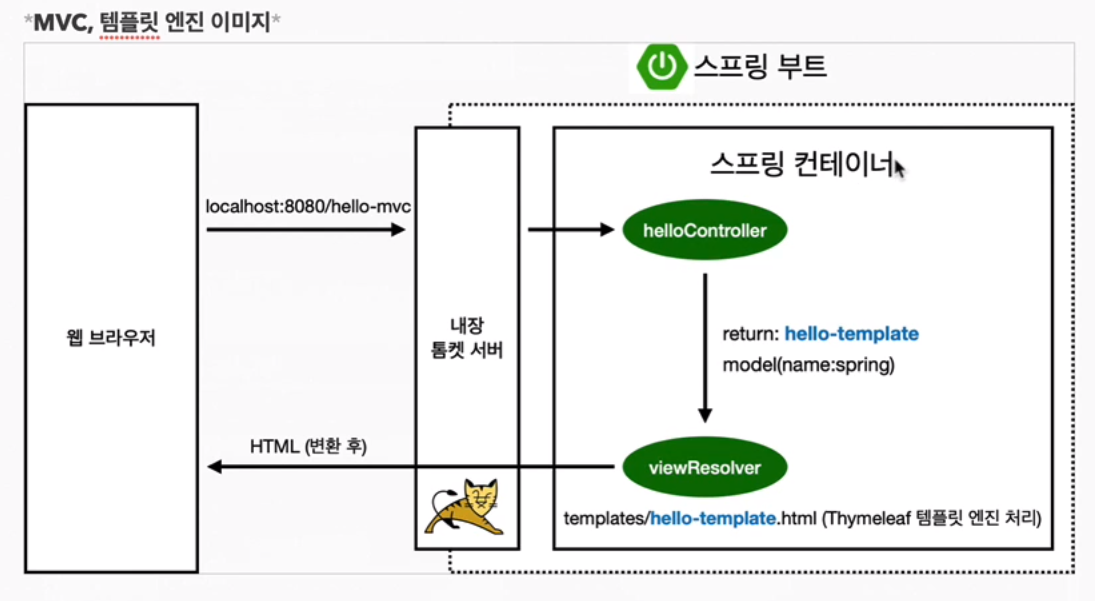 *MVC, 템플릿 엔진 이미지*
스프링 부트
스프링 컨테이너
localhost:8080/hello-mvc
helloController
웹 브라우저
내장
톰켓 서버
return: hello-template
model(name:spring)
HTML (변환 후)
viewResolver
templates/hello-template.html (Thymeleaf 템플릿 엔진 처리)